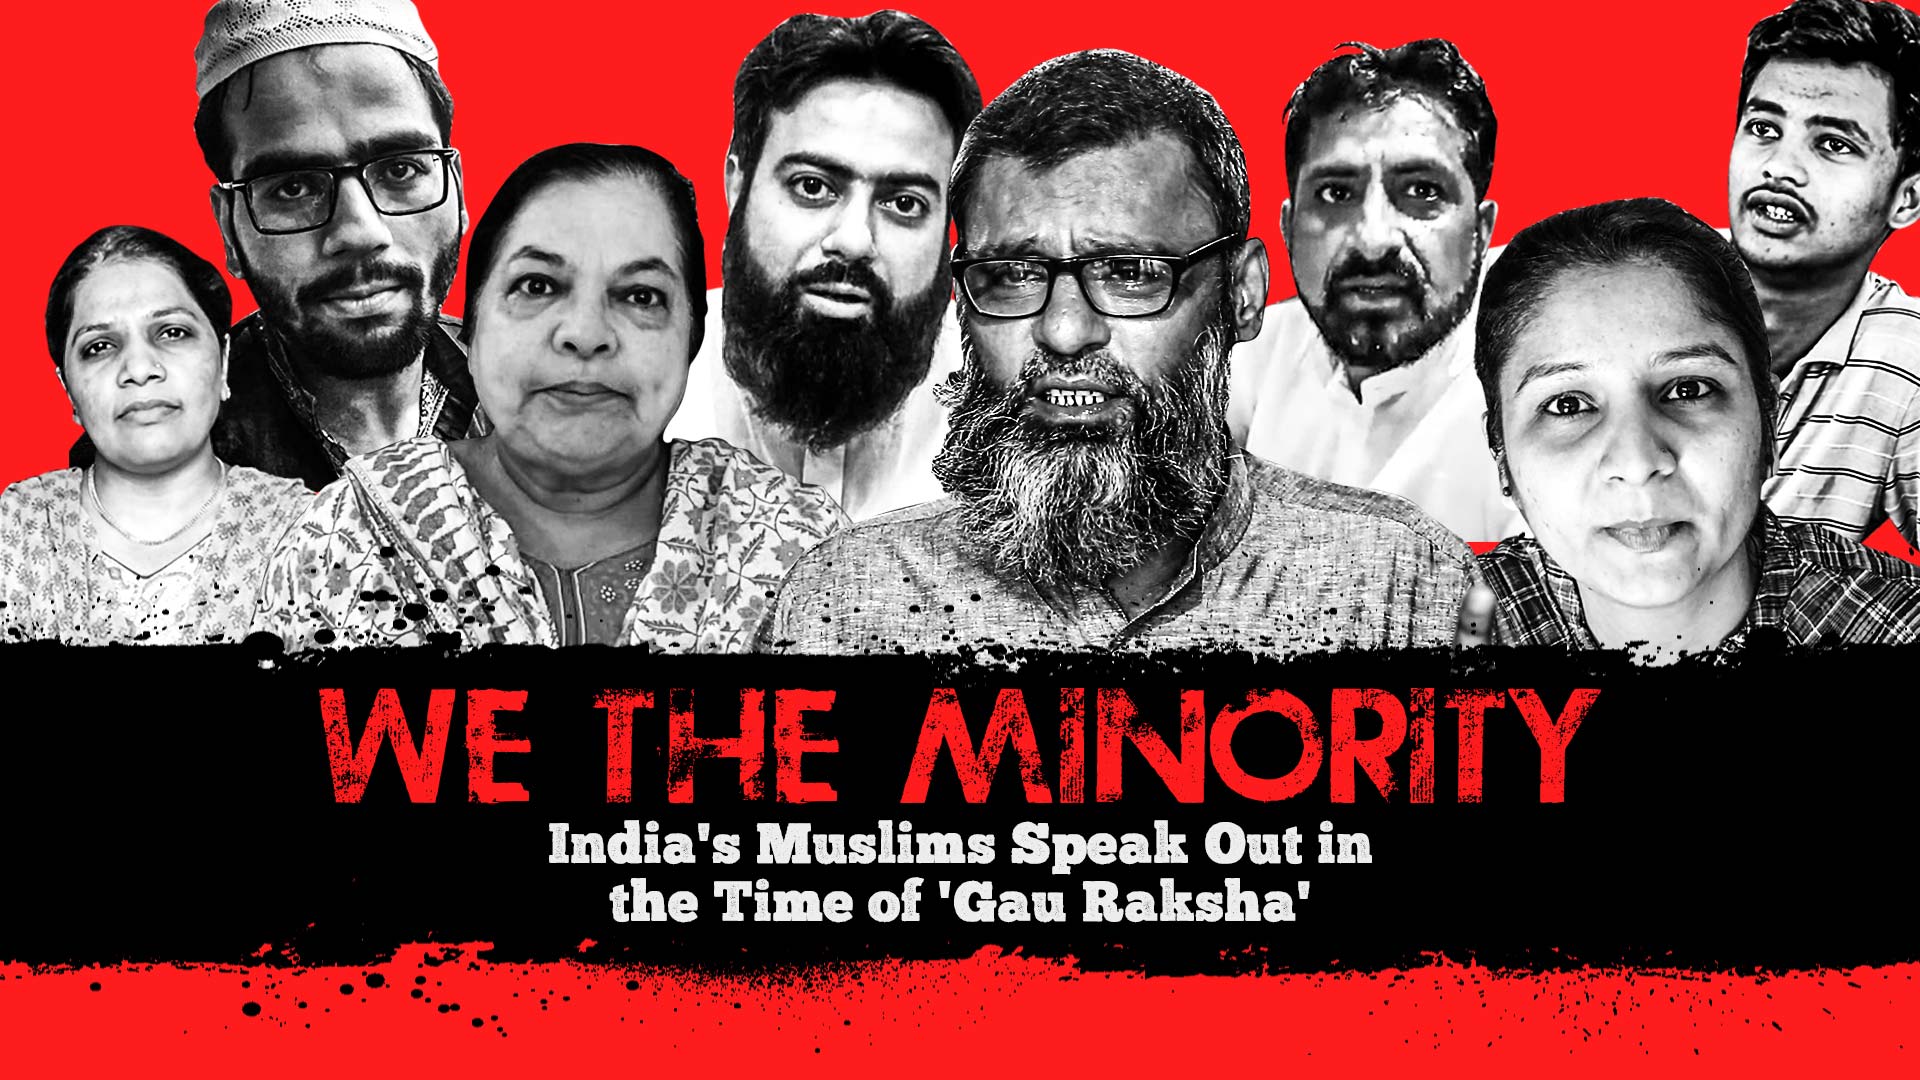 WE THE MINORITY
India's Muslims Speak Out in
the Time of 'Gau Raksha'